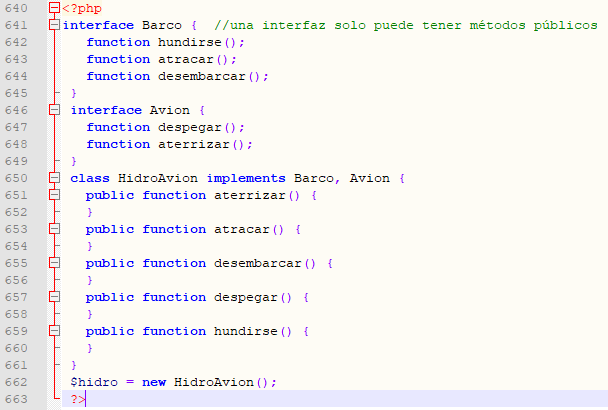 640 <?php
641 interface Barco { //una interfaz solo puede tener métodos públicos
642 function hundirse();
643 function atracar();
644 function desembarcar();
645 }
646 interface Avion {
647 function despegar();
648 function aterrizar();
649 }
650 class HidroAvion implements Barco, Avion {
651 public function aterrizar() {
652 }
653 public function atracar() {
654 }
655 public function desembarcar() {
656 }
657 public function despegar() {
658 }
659 public function hundirse() {
660 }
661 }
662 $hidro = new HidroAvion();
663 ?>